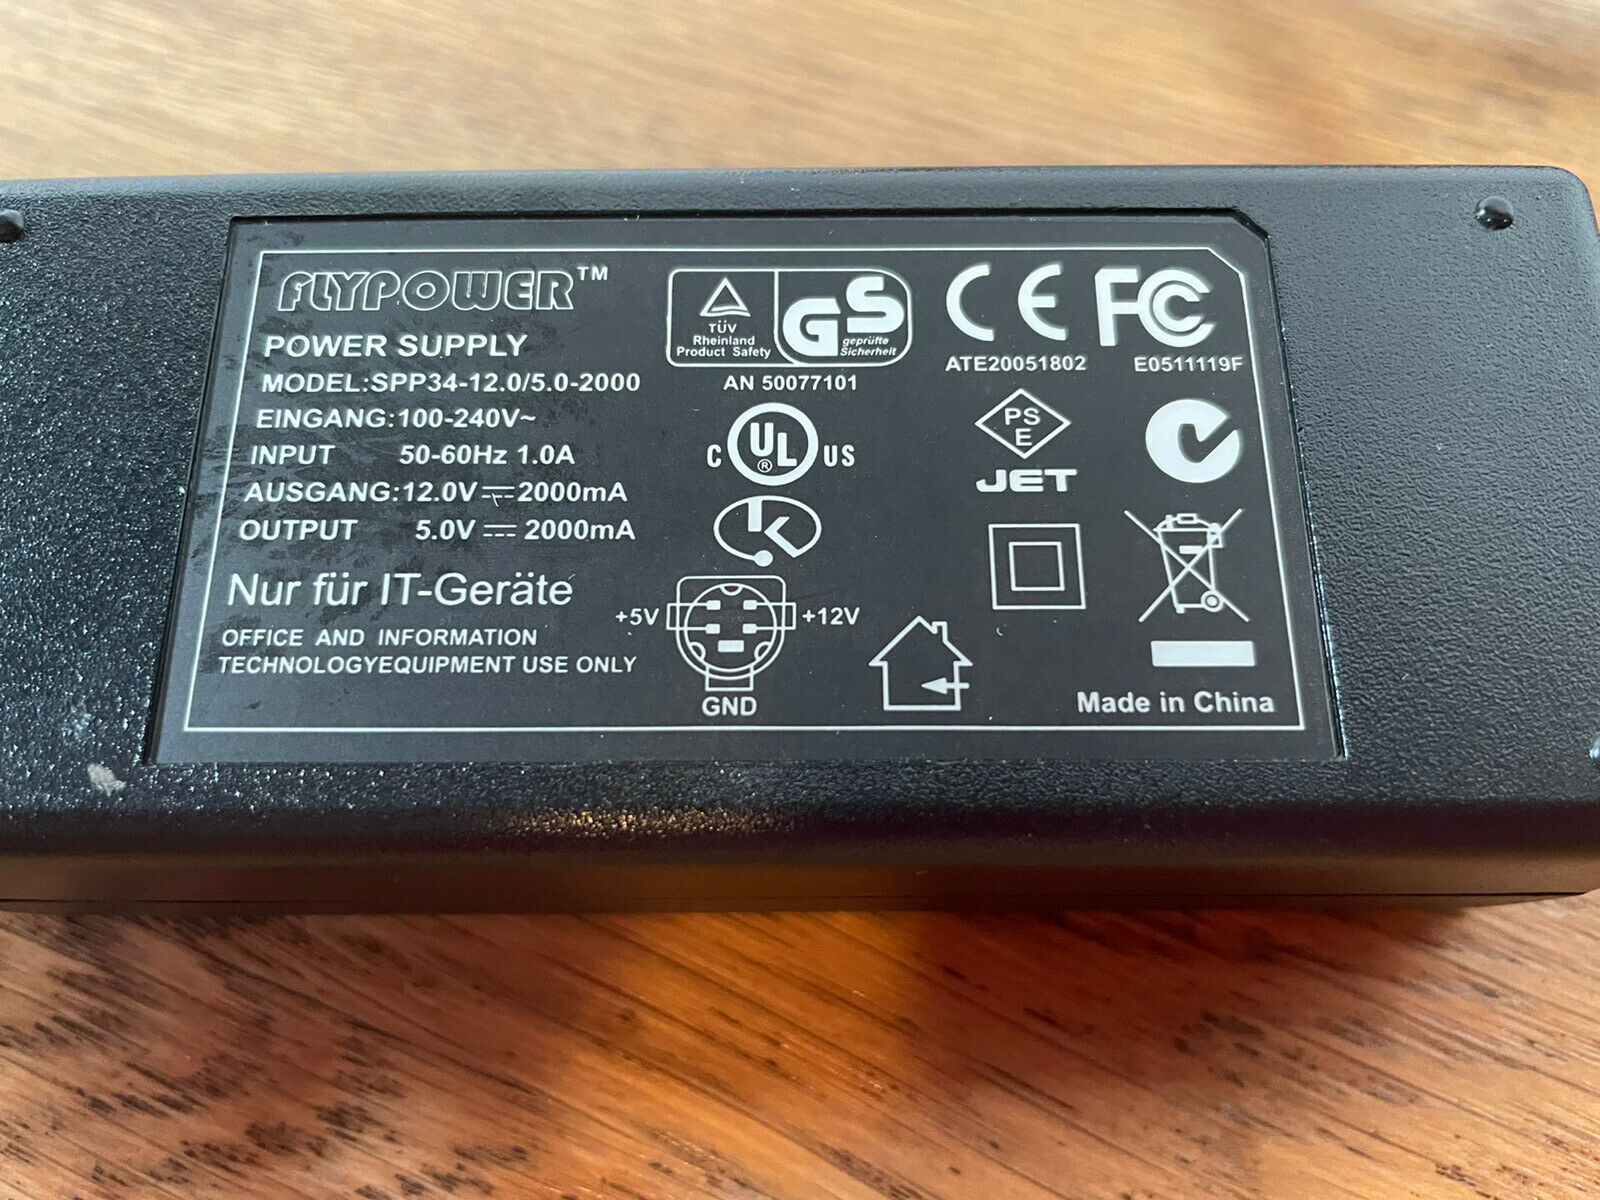 FLYPOWER™
POWER SUPPLY
MODEL:SPP34-12.0/5.0-2000
EINGANG:100-240V~
INPUT 50-60Hz 1.0A
AUSGANG:12.0V⎓2000mA
OUTPUT 5.0V⎓2000mA
Nur für IT-Geräte
OFFICE AND INFORMATION
TECHNOLOGYEQUIPMENT USE ONLY
TÜV
Rheinland
Product Safety
GS
geprüfte
Sicherheit
AN 50077101
C UL® US
K
+5V +12V
GND
CE
ATE20051802
FC
E0511119F
PS
E
JET
Made in China